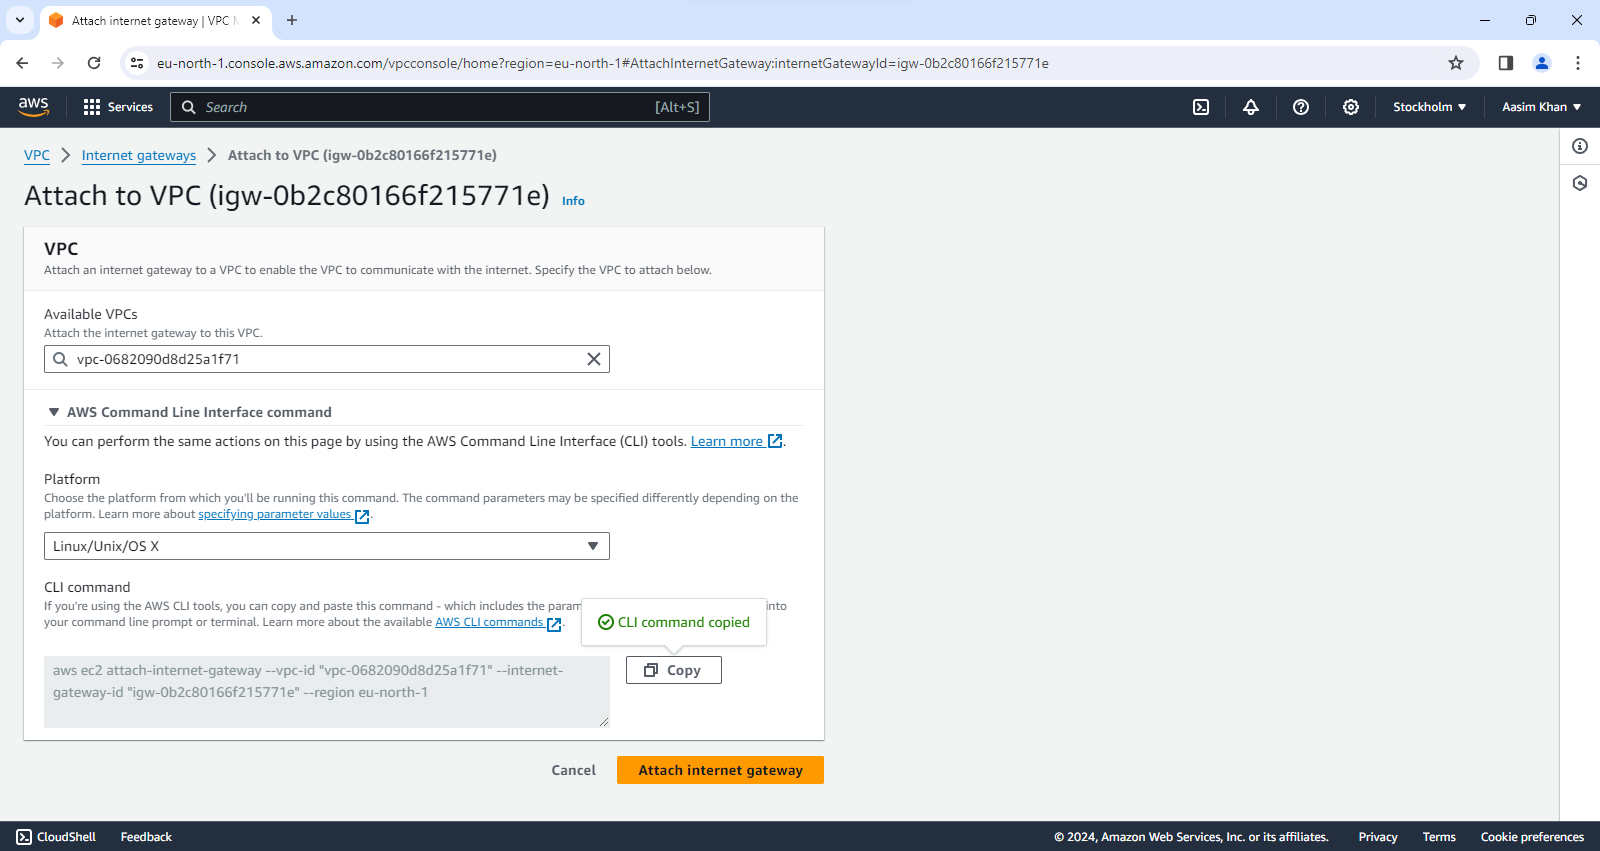 Attach internet gateway | VPC
eu-north-1.console.aws.amazon.com/vpcconsole/home?region=eu-north-1#AttachInternetGateway:internetGatewayId=igw-0b2c80166f215771e
aws Services Search [Alt+S] Stockholm Aasim Khan
VPC Internet gateways Attach to VPC (igw-0b2c80166f215771e)
Attach to VPC (igw-0b2c80166f215771e) Info
VPC
Attach an internet gateway to a VPC to enable the VPC to communicate with the internet. Specify the VPC to attach below.
Available VPCs
Attach the internet gateway to this VPC.
vpc-0682090d8d25a1f71
AWS Command Line Interface command
You can perform the same actions on this page by using the AWS Command Line Interface (CLI) tools. Learn more.
Platform
Choose the platform from which you'll be running this command. The command parameters may be specified differently depending on the
platform. Learn more about specifying parameter values.
Linux/Unix/OS X
CLI command
If you're using the AWS CLI tools, you can copy and paste this command - which includes the param into
your command line prompt or terminal. Learn more about the available AWS CLI commands.
CLI command copied
aws ec2 attach-internet-gateway --vpc-id "vpc-0682090d8d25a1f71" --internet-
gateway-id "igw-0b2c80166f215771e" --region eu-north-1
Copy
Cancel Attach internet gateway
CloudShell Feedback © 2024, Amazon Web Services, Inc. or its affiliates. Privacy Terms Cookie preferences